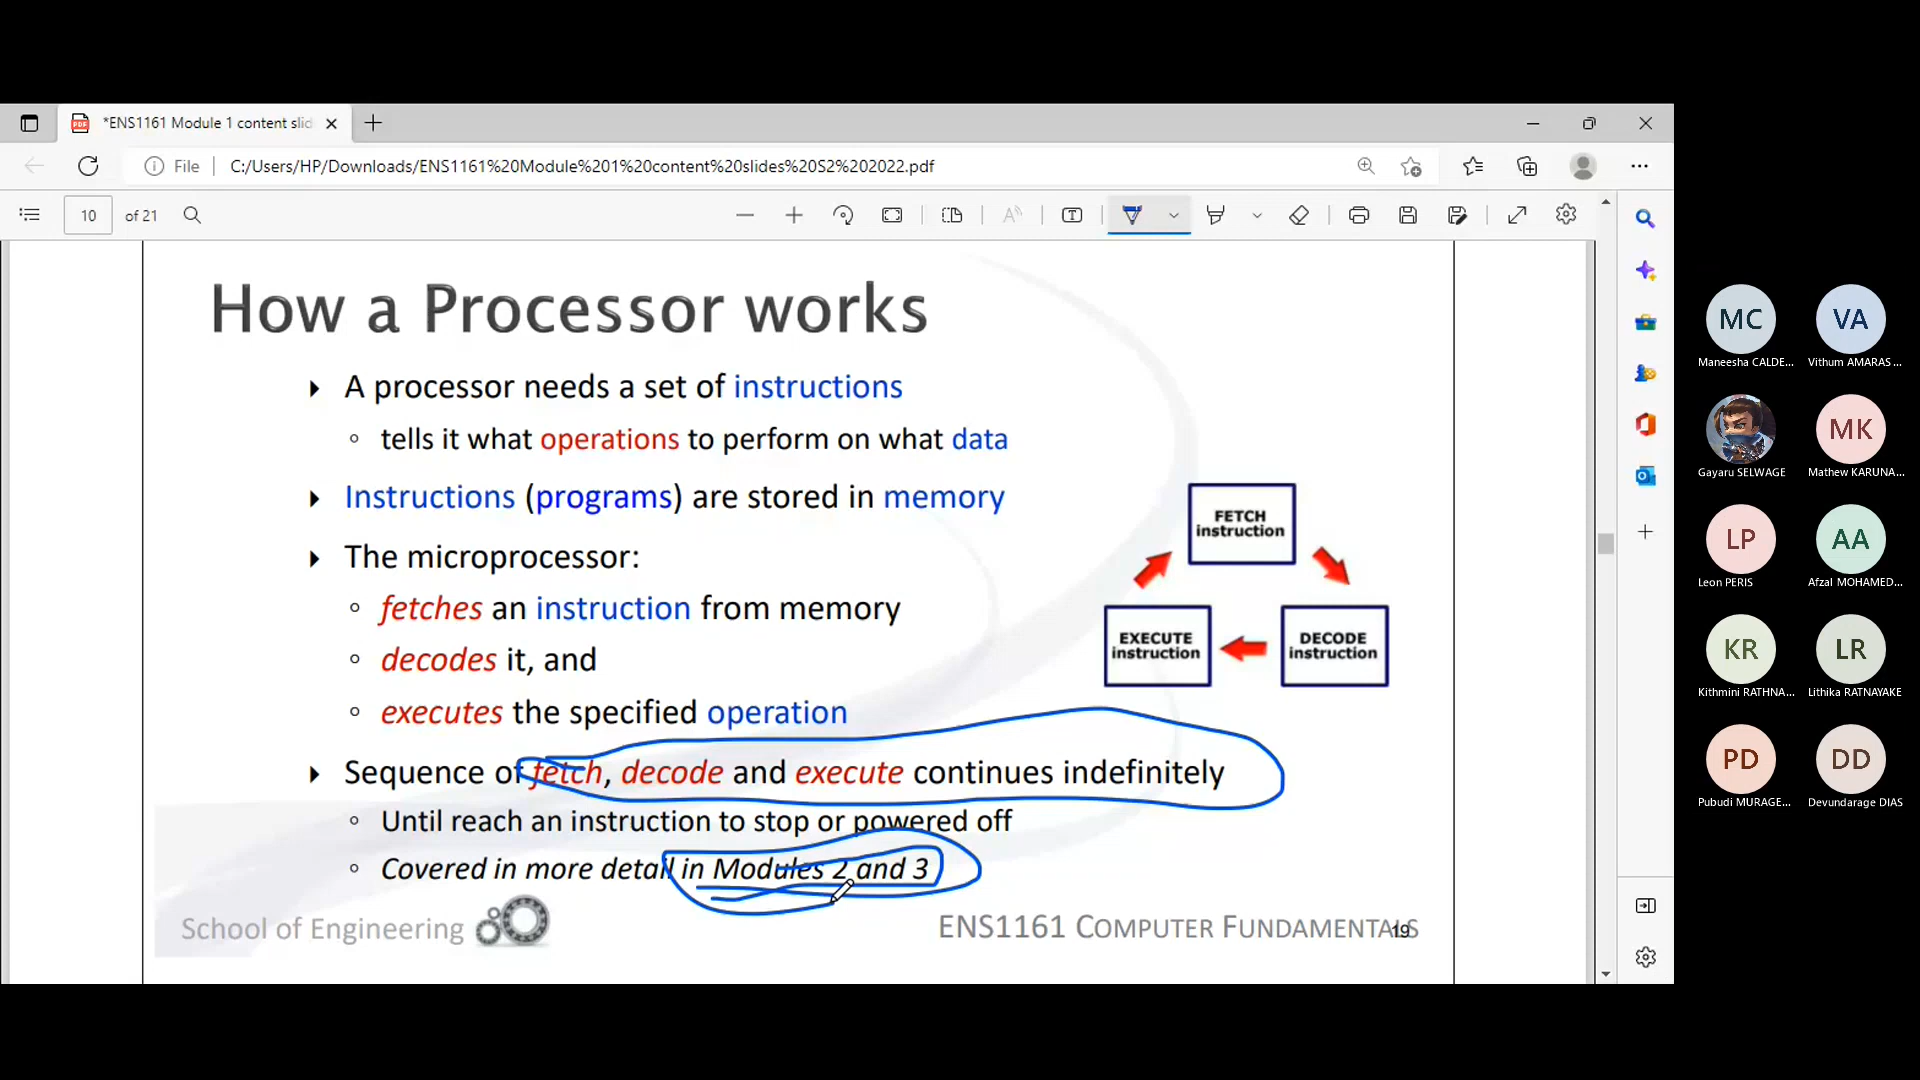 *ENS1161 Module 1 content slid
File
C:/Users/HP/Downloads/ENS1161%20Module%201%20content%20slides%20S2%202022.pdf
10 of 21
How a Processor works
A processor needs a set of instructions
tells it what operations to perform on what data
Instructions (programs) are stored in memory
The microprocessor:
fetches an instruction from memory
decodes it, and
executes the specified operation
Sequence of fetch, decode and execute continues indefinitely
Until reach an instruction to stop or powered off
Covered in more detail in Modules 2 and 3
FETCH
instruction
EXECUTE
instruction
DECODE
instruction
School of Engineering
ENS1161 COMPUTER FUNDAMENTALS
19
MC
Maneesha CALDE...
VA
Vithum AMARAS...
Gayaru SELWAGE
MK
Mathew KARUNA...
LP
Leon PERIS
AA
Afzal MOHAMED...
KR
Kithmini RATHNA...
LR
Lithika RATNAYAKE
PD
Pubudi MURAGE...
DD
Devundarage DIAS